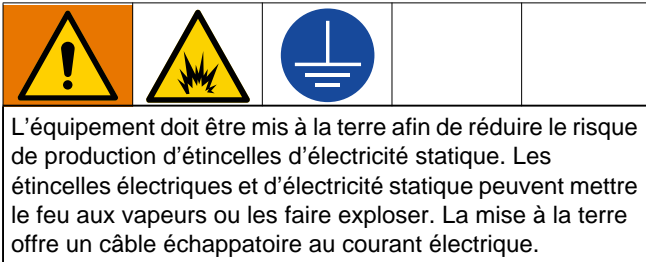 L’équipement doit être mis à la terre afin de réduire le risque
de production d’étincelles d’électricité statique. Les
étincelles électriques et d’électricité statique peuvent mettre
le feu aux vapeurs ou les faire exploser. La mise à la terre
offre un câble échappatoire au courant électrique.